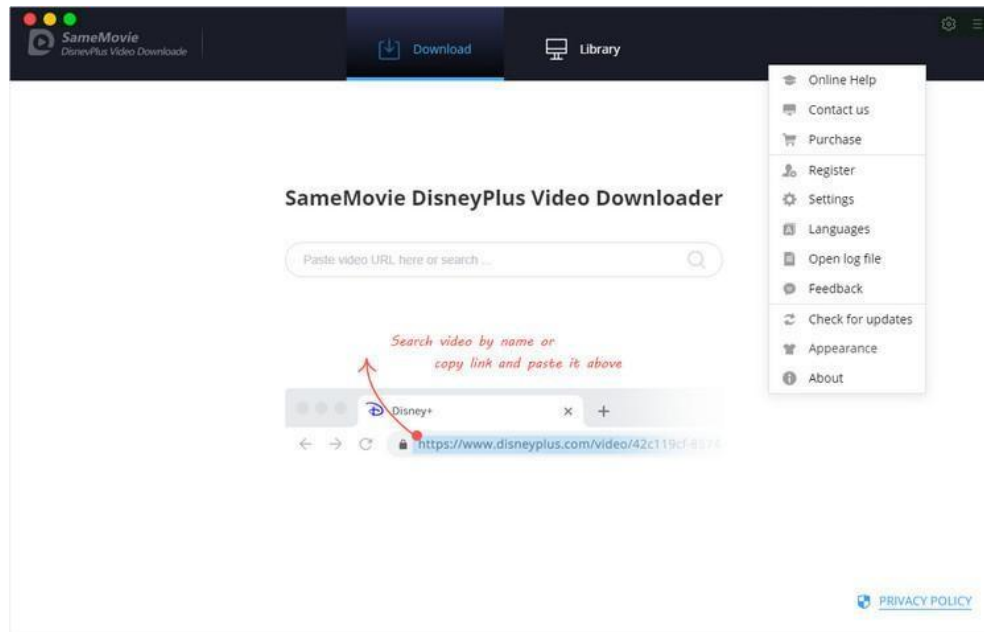 SameMovie
DisneyPlus Video Downloade
Download
Library
Online Help
Contact us
Purchase
Register
Settings
Languages
Open log file
Feedback
Check for updates
Appearance
About
SameMovie DisneyPlus Video Downloader
Paste video URL here or search ...
Search video by name or
copy link and paste it above
Disney+
https://www.disneyplus.com/video/42c119cf-
PRIVACY POLICY